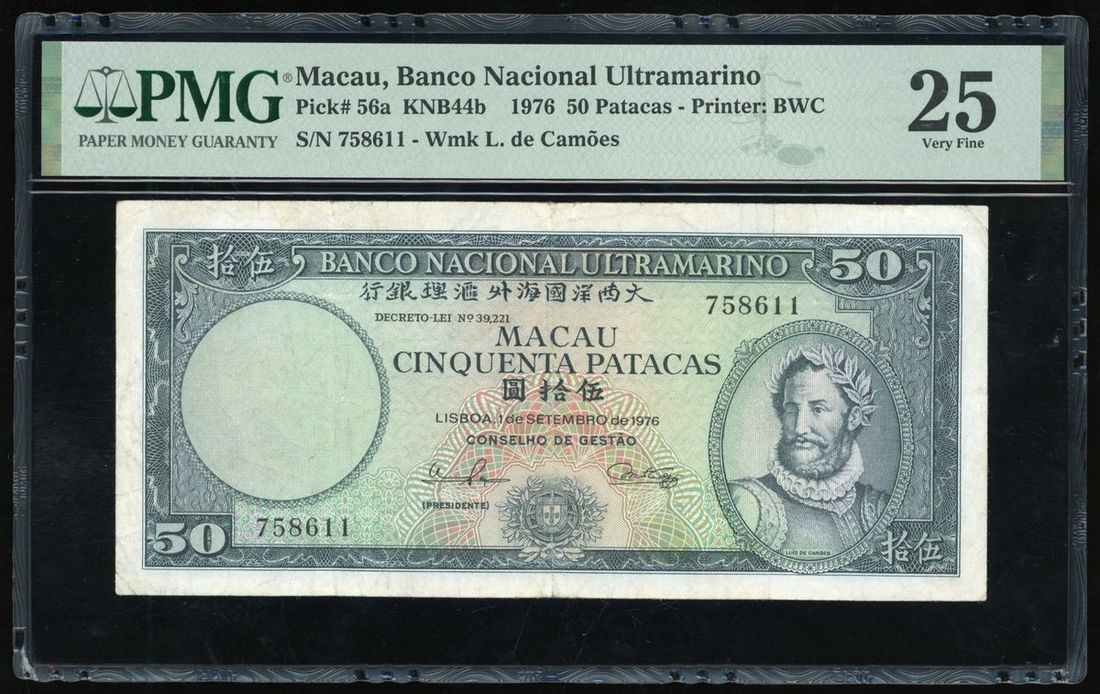 PMG®
PAPER MONEY GUARANTY
Macau, Banco Nacional Ultramarino
Pick# 56a KNB44b 1976 50 Patacas - Printer: BWC
S/N 758611 - Wmk L. de Camões
25
Very Fine
拾伍
BANCO NACIONAL ULTRAMARINO
50
行銀理滙外海國洋西大
758611
DECRETO-LEI Nº 39,221
MACAU
CINQUENTA PATACAS
圓拾伍
LISBOA, 1 de SETEMBRO de 1976
CONSELHO DE GESTÃO
(PRESIDENTE)
758611
50
LUIS DE CAMÕES
拾伍